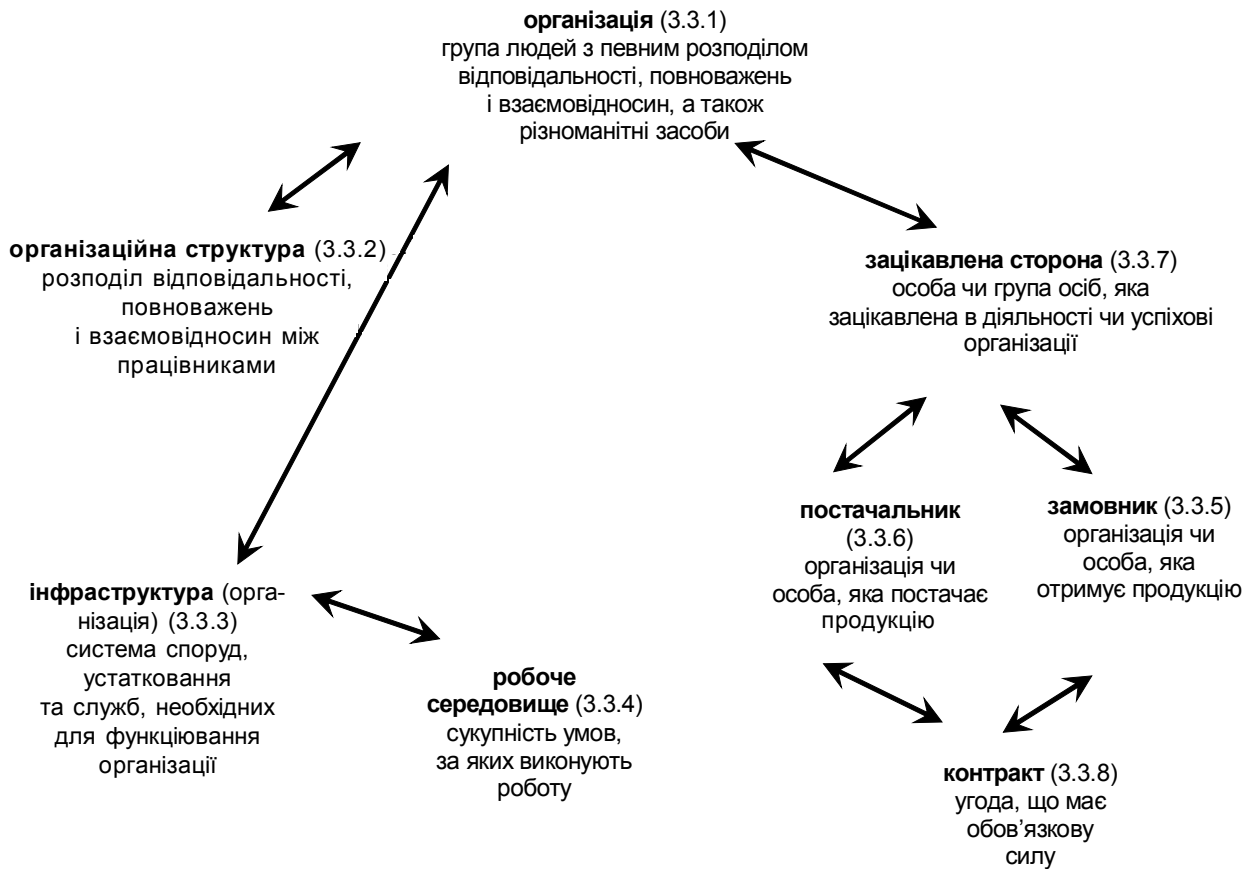 організація (3.3.1)
група людей з певним розподілом
відповідальності, повноважень
і взаємовідносин, а також
різноманітні засоби
організаційна структура (3.3.2)
розподіл відповідальності,
повноважень
і взаємовідносин між
працівниками
зацікавлена сторона (3.3.7)
особа чи група осіб, яка
зацікавлена в діяльності чи успіхові
організації
постачальник
(3.3.6)
організація чи
особа, яка постачає
продукцію
замовник (3.3.5)
організація чи
особа, яка
отримує продукцію
інфраструктура (орга-
нізація) (3.3.3)
система споруд,
устатковання
та служб, необхідних
для функціювання
організації
робоче
середовище (3.3.4)
сукупність умов,
за яких виконують
роботу
контракт (3.3.8)
угода, що має
обов’язкову
силу